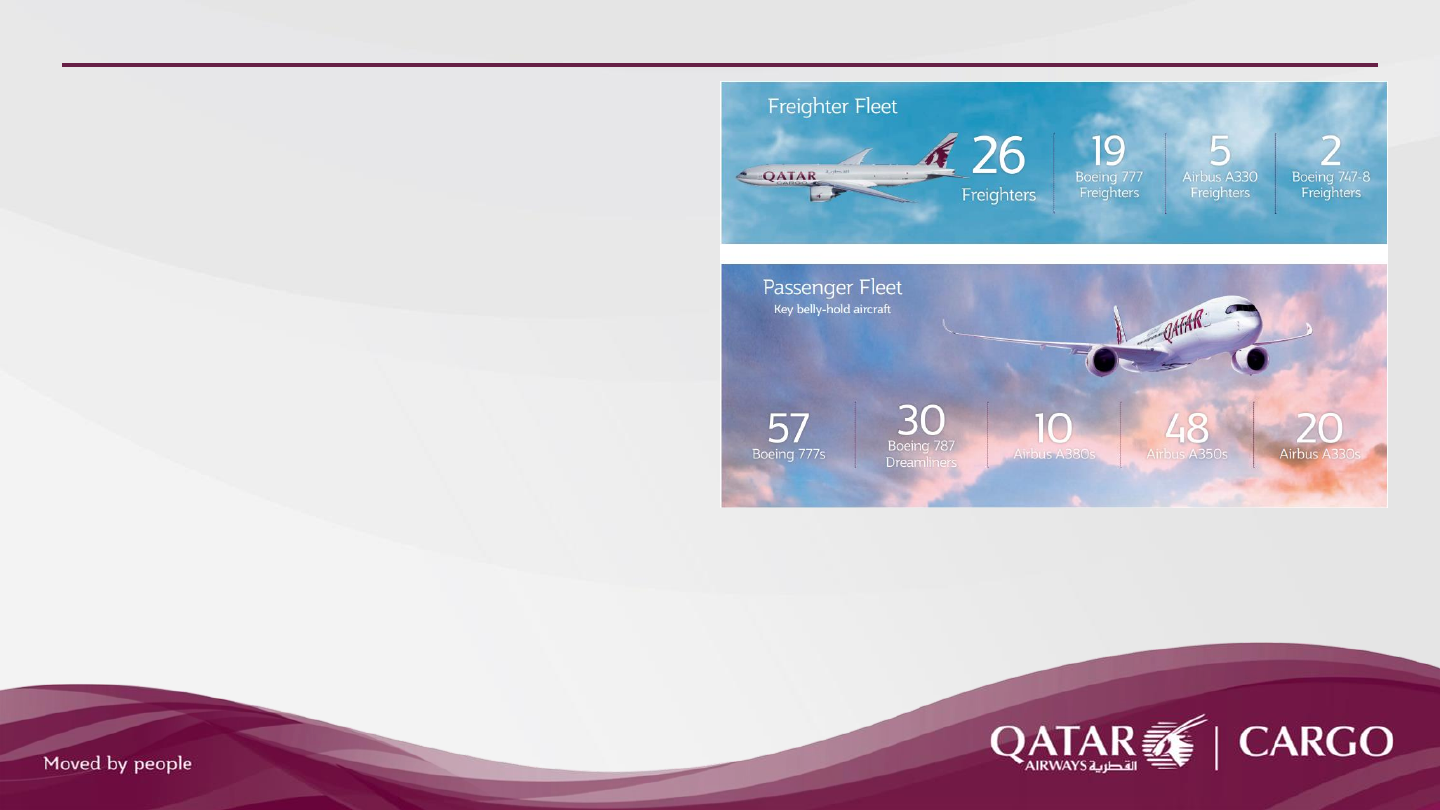 Freighter Fleet
QATAR
CARGO
26
Freighters
19
Boeing 777
Freighters
5
Airbus A330
Freighters
2
Boeing 747-8
Freighters
Passenger Fleet
Key belly-hold aircraft
QATAR
57
Boeing 777s
30
Boeing 787
Dreamliners
10
Airbus A380s
48
Airbus A350s
20
Airbus A330s
Moved by people
QATAR
AIRWAYS القطرية
CARGO